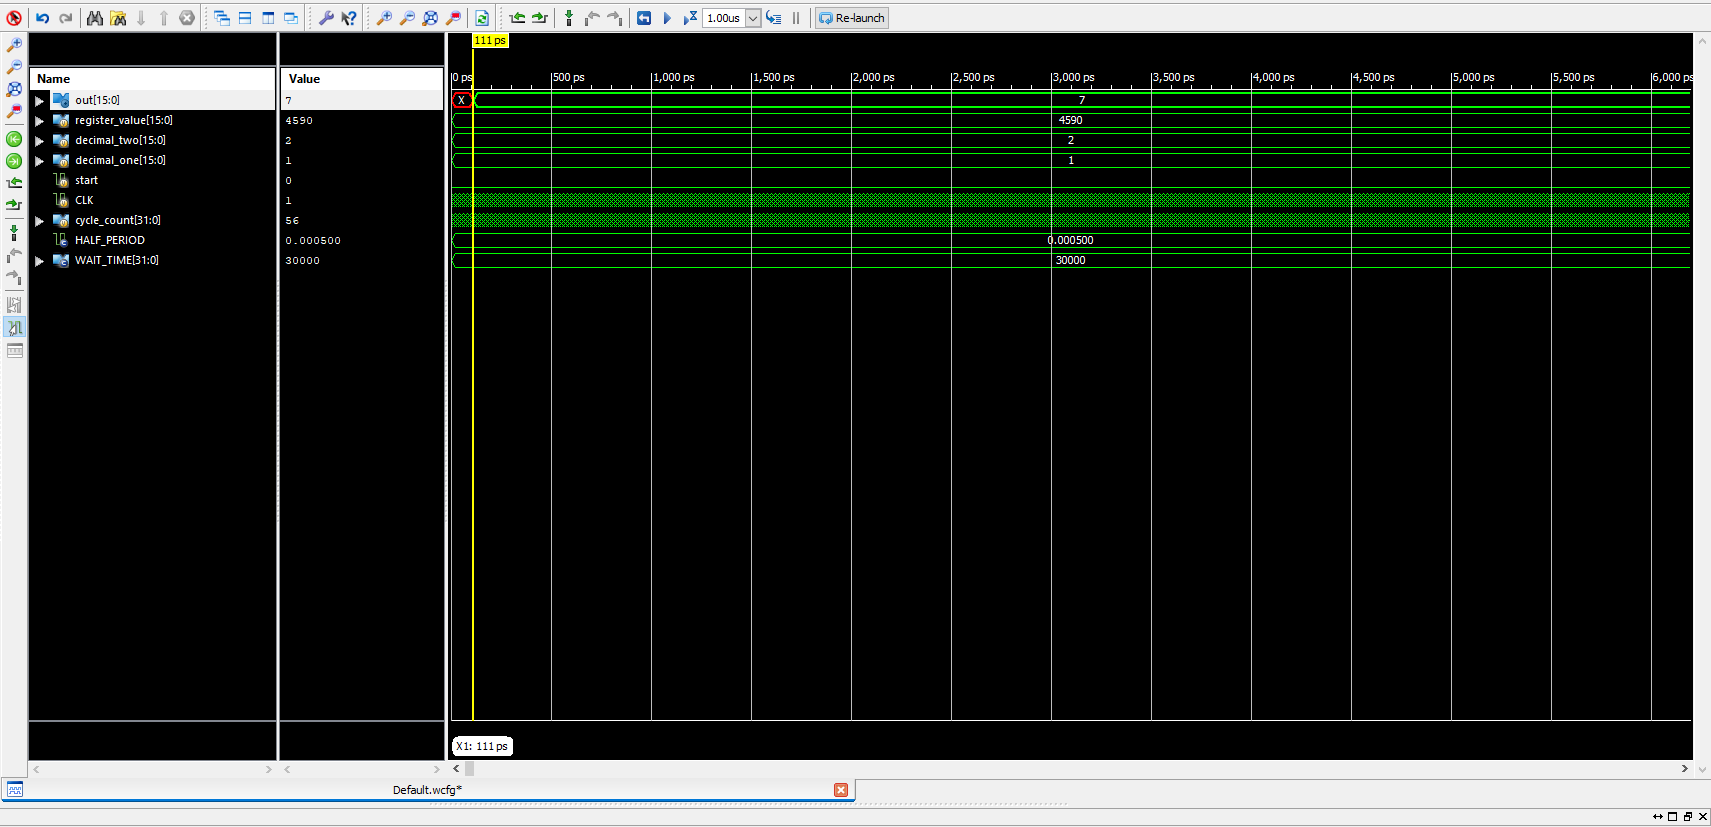 1.00us Re-launch
111 ps
Name Value
0 ps 500 ps 1,000 ps 1,500 ps 2,000 ps 2,500 ps 3,000 ps 3,500 ps 4,000 ps 4,500 ps 5,000 ps 5,500 ps 6,000 ps
out[15:0] 7 X 7
register_value[15:0] 4590 4590
decimal_two[15:0] 2 2
decimal_one[15:0] 1 1
start 0
CLK 1
cycle_count[31:0] 56
HALF_PERIOD 0.000500 0.000500
WAIT_TIME[31:0] 30000 30000
X1: 111 ps
Default.wcfg*